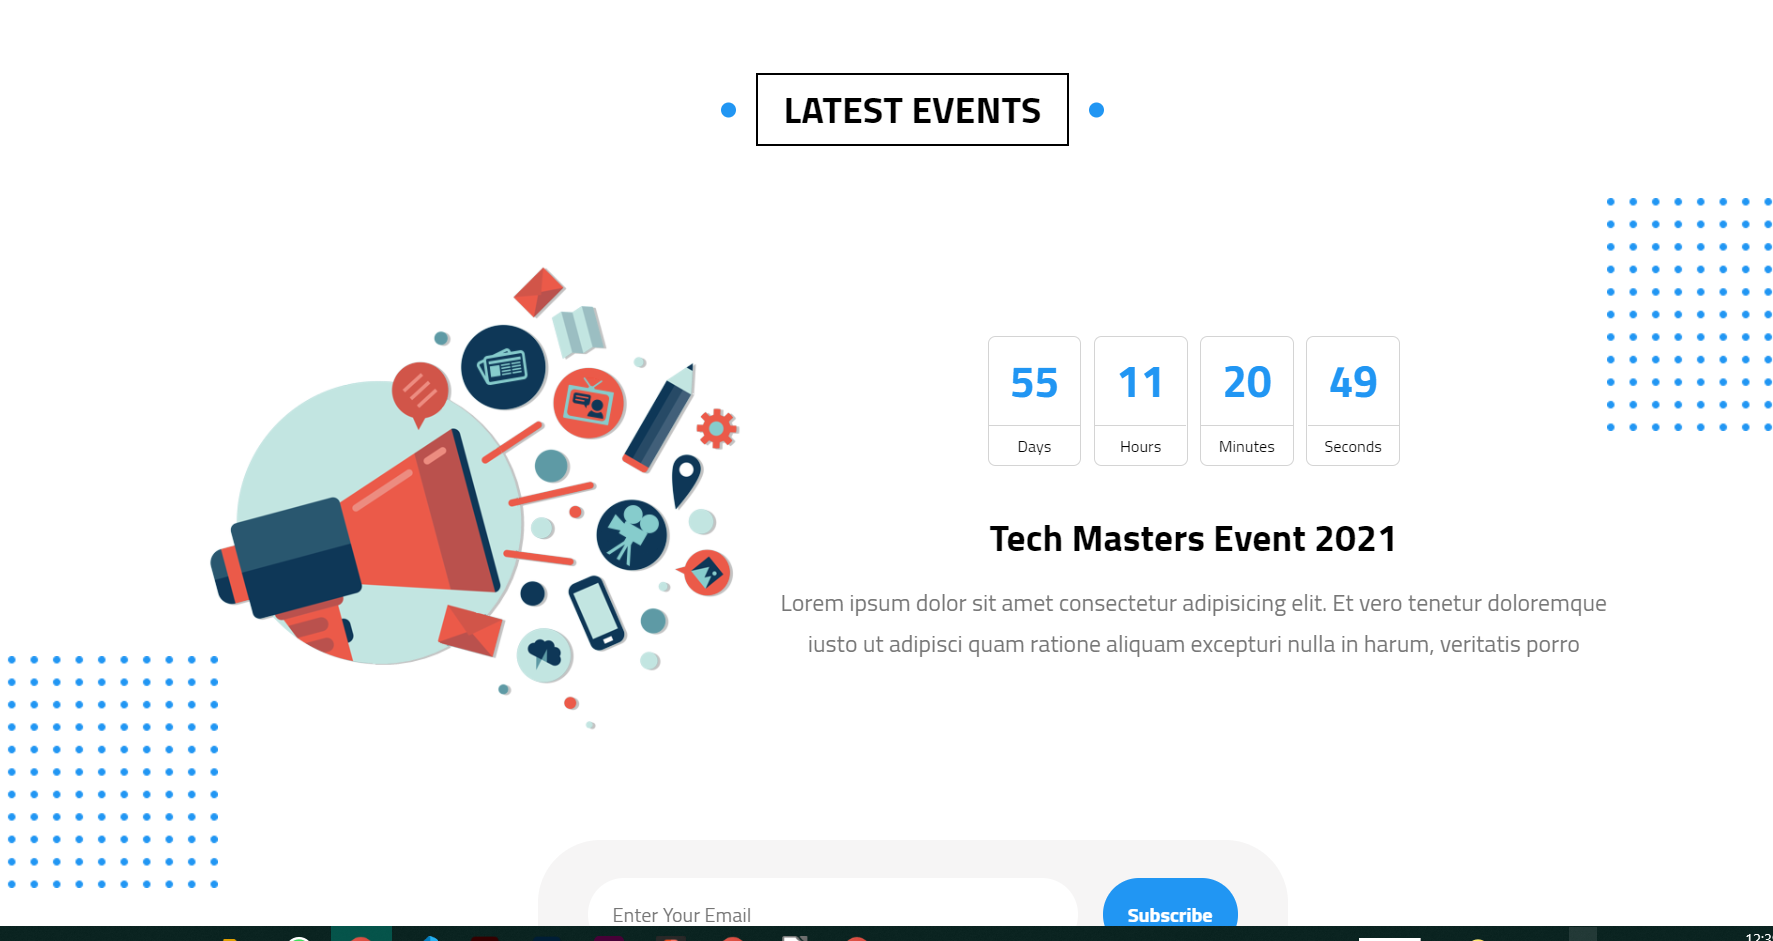 LATEST EVENTS
55 11 20 49
Days Hours Minutes Seconds
Tech Masters Event 2021
Lorem ipsum dolor sit amet consectetur adipisicing elit. Et vero tenetur doloremque
iusto ut adipisci quam ratione aliquam excepturi nulla in harum, veritatis porro
Enter Your Email Subscribe